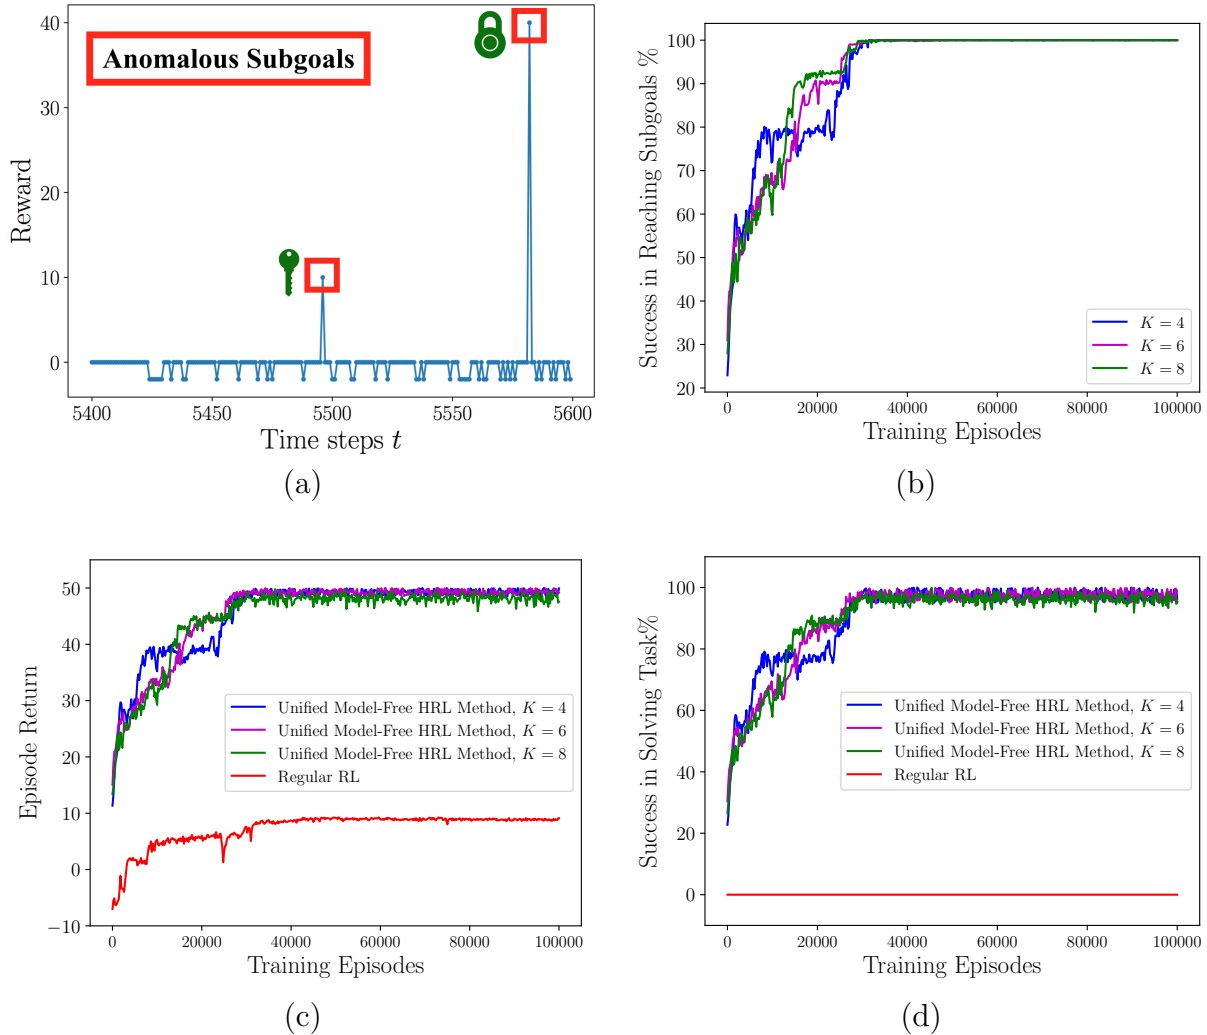 Anomalous Subgoals
Reward
40
30
20
10
0
5400 5450 5500 5550 5600
Time steps t
(a)
Success in Reaching Subgoals %
100
90
80
70
60
50
40
30
20
K = 4
K = 6
K = 8
0 20000 40000 60000 80000 100000
Training Episodes
(b)
Episode Return
50
40
30
20
10
0
−10
Unified Model-Free HRL Method, K = 4
Unified Model-Free HRL Method, K = 6
Unified Model-Free HRL Method, K = 8
Regular RL
0 20000 40000 60000 80000 100000
Training Episodes
(c)
Success in Solving Task%
100
80
60
40
20
0
Unified Model-Free HRL Method, K = 4
Unified Model-Free HRL Method, K = 6
Unified Model-Free HRL Method, K = 8
Regular RL
0 20000 40000 60000 80000 100000
Training Episodes
(d)